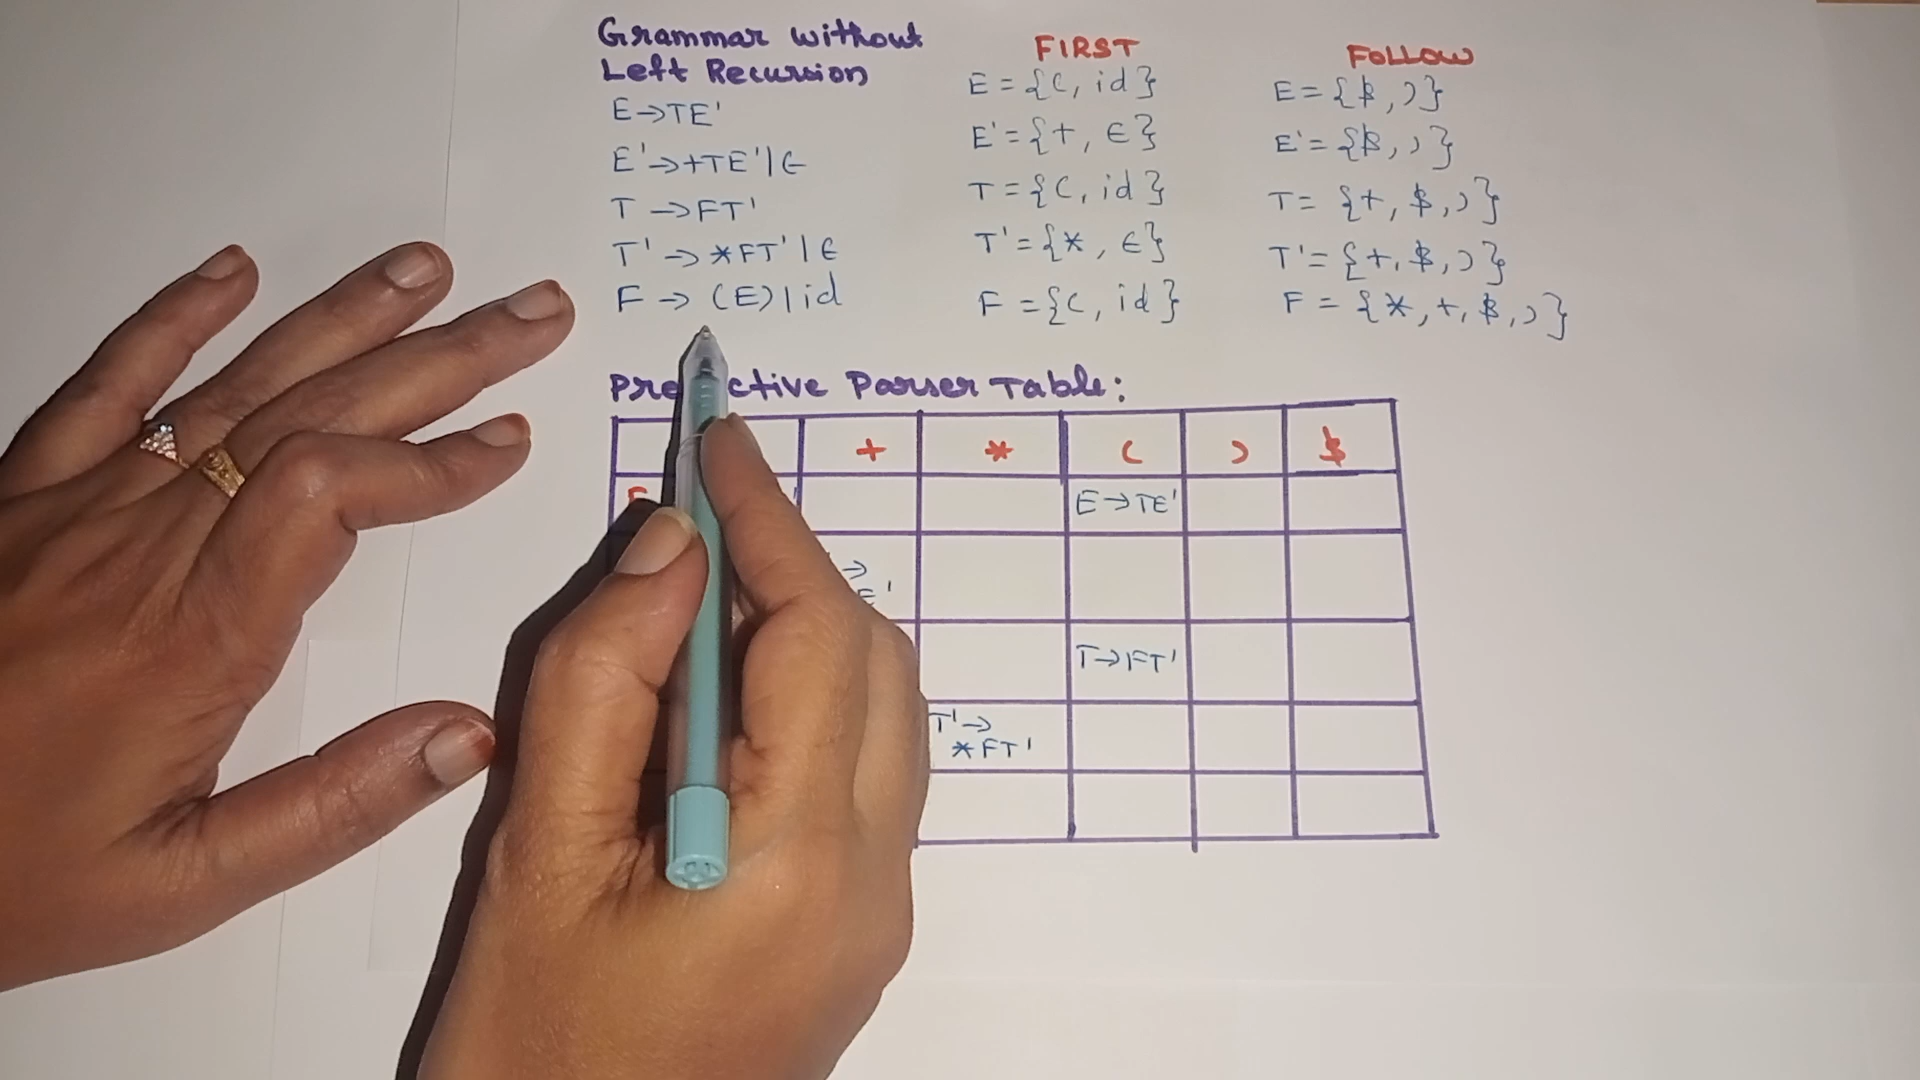 Grammar without
Left Recursion
E→TE'
E'→+TE'|ϵ
T→FT'
T'→*FT'|ϵ
F→(E)|id
FIRST
E={(, id}
E'={+, ϵ}
T={(, id}
T'={*, ϵ}
F={(, id}
FOLLOW
E={$,)}
E'={$,)}
T={+,$,)}
T'={+,$,)}
F={*,+,$,)}
Parser Table:
+ * ( ) $
E→TE'
→
E'
T→FT'
T'→
*FT'